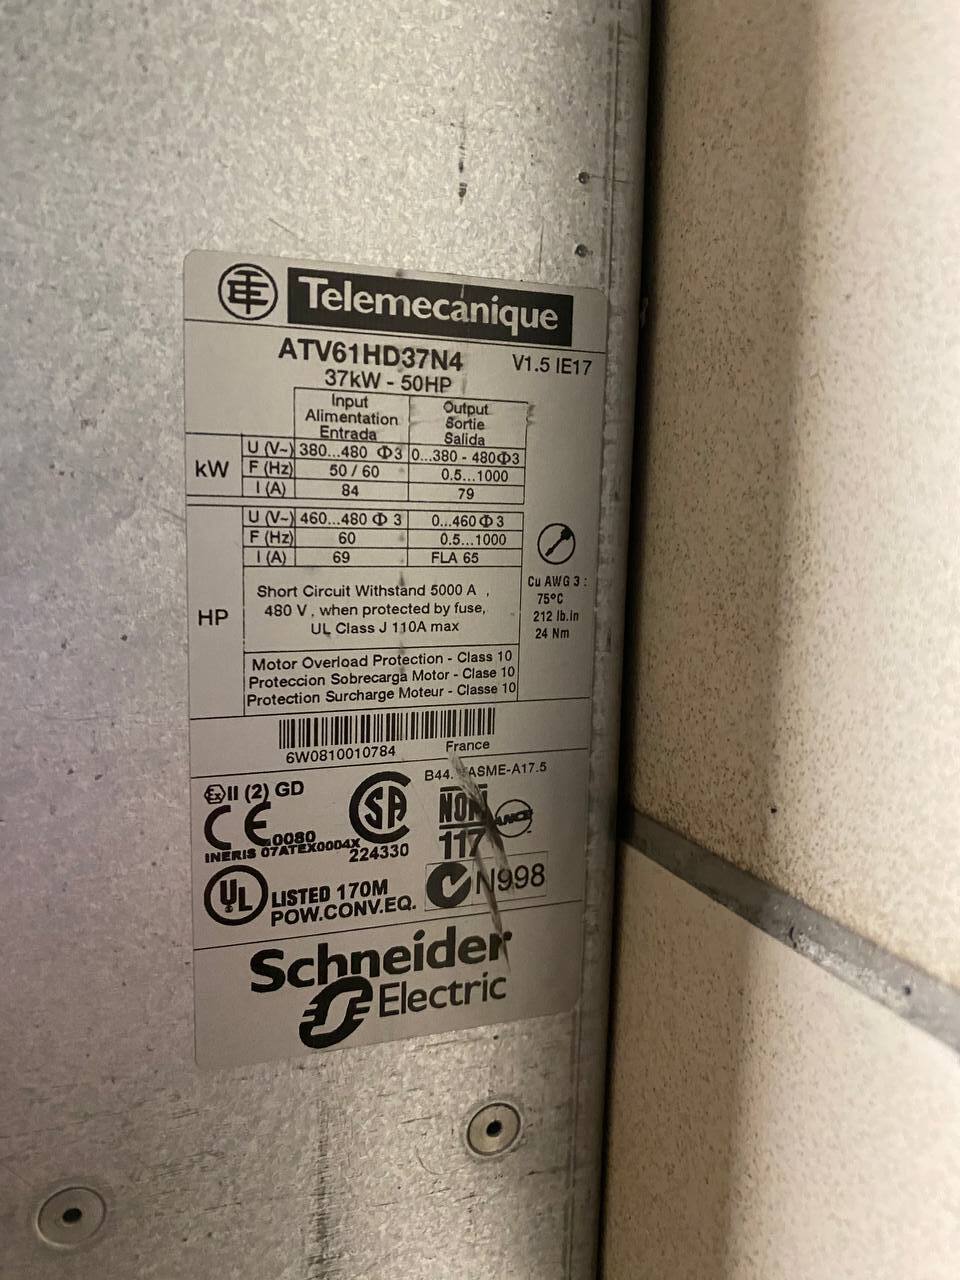 Telemecanique
ATV61HD37N4 V1.5 IE17
37kW - 50HP
Input Output
Alimentation Sortie
Entrada Salida
kW
U (V~) 380...480 Φ3 0...380 - 480Φ3
F (Hz) 50 / 60 0.5...1000
I (A) 84 79
HP
U (V~) 460...480 Φ 3 0...460 Φ 3
F (Hz) 60 0.5...1000
I (A) 69 FLA 65
Short Circuit Withstand 5000 A ,
480 V , when protected by fuse,
UL Class J 110A max
Cu AWG 3 :
75°C
212 lb.in
24 Nm
Motor Overload Protection - Class 10
Proteccion Sobrecarga Motor - Clase 10
Protection Surcharge Moteur - Classe 10
6W0810010784 France
Ex II (2) GD
CE 0080
INERIS 07ATEX0004X
SA
224330
B44. ASME-A17.5
NOM
117
ANCE
UL LISTED 170M
POW.CONV.EQ.
N998
Schneider
Electric